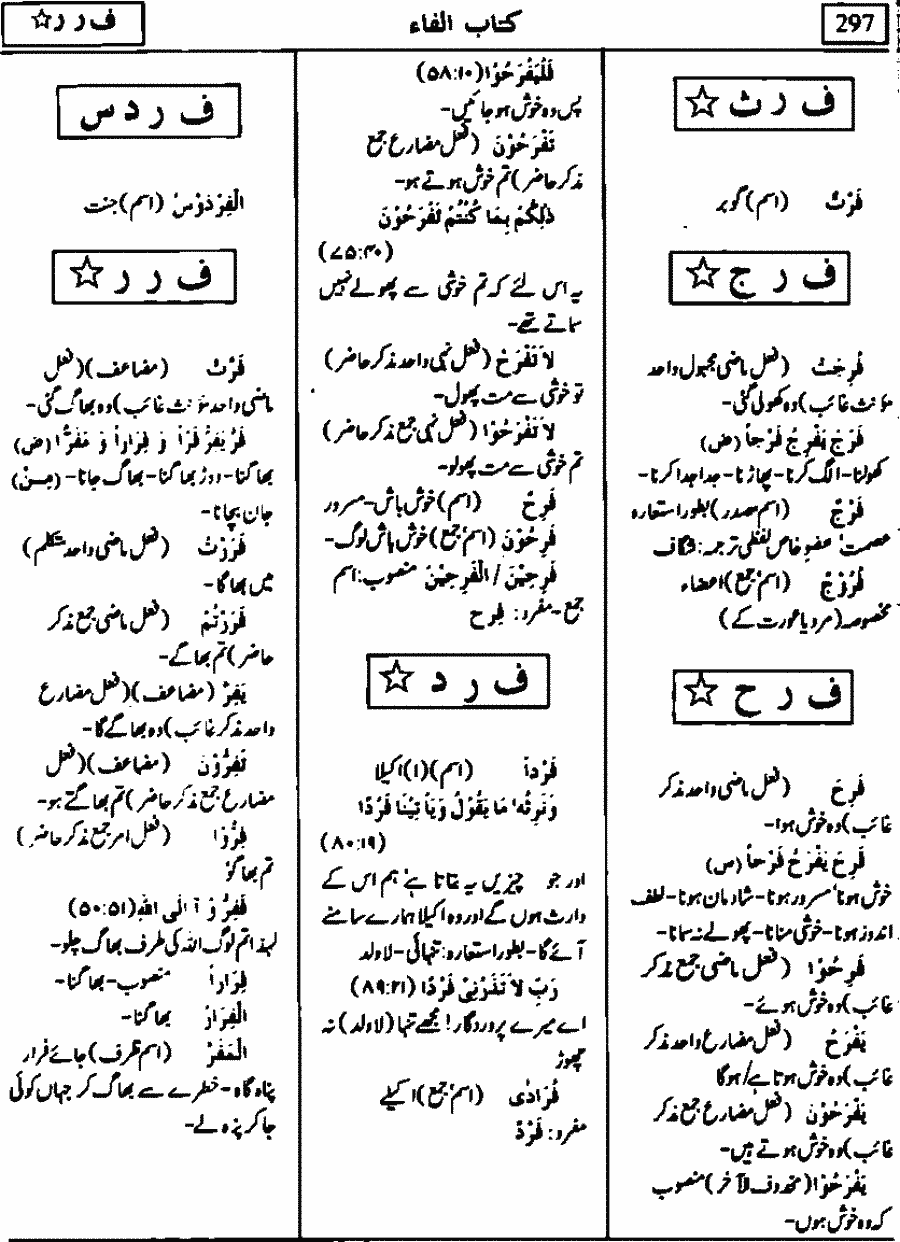 297
کتاب الفاء
ف ر ر☆
ف ر ث ☆
فَرْثٌ (اسم) گوبر
ف ر ج ☆
فُرِجَتْ (فعل ماضی مجہول واحد
مؤنث غائب) وہ کھولی گئی۔
فَرَجَ یَفْرِجُ فَرْجاً (ض)
کھولنا۔ الگ کرنا۔ پھاڑنا۔ جدا جدا کرنا۔
فَرْجٌ (اسم مصدر) بطور استعارہ
عصمت' عضو خاص لفظی ترجمہ: شگاف
فُرُوْجٌ (اسم' جمع) اعضاء
مخصوصہ (مرد یا عورت کے)
ف ر ح ☆
فَرِحَ (فعل ماضی واحد مذکر
غائب) وہ خوش ہوا۔
فَرِحَ یَفْرَحُ فَرْحاً (س)
خوش ہونا' مسرور ہونا۔ شادمان ہونا۔ لطف
اندوز ہونا۔ خوشی منانا۔ پھولے نہ سمانا۔
فَرِحُوْا (فعل ماضی جمع مذکر
غائب) وہ خوش ہوئے۔
یَفْرَحُ (فعل مضارع واحد مذکر
غائب) وہ خوش ہوتا ہے/ ہوگا
یَفْرَحُوْنَ (فعل مضارع جمع مذکر
غائب) وہ خوش ہوتے ہیں۔
یَفْرَحُوْا (محذوف الآخر) منصوب
کہ وہ خوش ہوں۔
فَلْیَفْرَحُوْا (۵۸:۱۰)
پس وہ خوش ہو جائیں۔
تَفْرَحُوْنَ (فعل مضارع جمع
مذکر حاضر) تم خوش ہوتے ہو۔
ذٰلِکُمْ بِمَا کُنْتُمْ تَفْرَحُوْنَ
(۷۵:۴۰)
یہ اس لئے کہ تم خوشی سے پھولے نہیں
سماتے تھے۔
لَا تَفْرَحْ (فعل نہی واحد مذکر حاضر)
تو خوشی سے مت پھول۔
لَا تَفْرَحُوْا (فعل نہی جمع مذکر حاضر)
تم خوشی سے مت پھولو۔
فَرِحٌ (اسم) خوش باش۔ مسرور
فَرِحُوْنَ (اسم' جمع) خوش باش لوگ۔
فَرِحِیْنَ / الْفَرِحِیْنَ منصوب: اسم
جمع۔ مفرد: فرح
ف ر د ☆
فَرْداً (اسم)(۱) اکیلا
وَنَرِثُهٗ مَا یَقُوْلُ وَیَاْتِیْنَا فَرْدًا
(۸۰:۱۹)
اور جو چیزیں یہ بتاتا ہے' ہم اس کے
وارث ہوں گے اور وہ اکیلا ہمارے سامنے
آئے گا۔ بطور استعارہ: تنہائی۔ لاولد
رَبِّ لَا تَذَرْنِیْ فَرْدًا (۸۹:۲۱)
اے میرے پروردگار! مجھے تنہا (لاولد) نہ
چھوڑ
فُرَادٰی (اسم' جمع) اکیلے
مفرد: فَرْدٌ
ف ر د س
الْفِرْدَوْسُ (اسم) جنت
ف ر ر ☆
فَرَّتْ (مضاعف) (فعل
ماضی واحد مؤنث غائب) وہ بھاگ گئی۔
فَرَّ یَفِرُّ فَرًّا وَ فِرَاراً وَ مَفَرًّا (ض)
بھاگنا۔ دوڑ بھاگنا۔ بھاگ جانا۔ (مِنْ)
جان بچانا۔
فَرَرْتُ (فعل ماضی واحد متکلم)
میں بھاگا۔
فَرَرْتُمْ (فعل ماضی جمع مذکر
حاضر) تم بھاگے۔
یَفِرُّ (مضاعف) (فعل مضارع
واحد مذکر غائب) وہ بھاگے گا۔
تَفِرُّوْنَ (مضاعف) (فعل
مضارع جمع مذکر حاضر) تم بھاگتے ہو۔
فِرُّوْا (فعل امر جمع مذکر حاضر)
تم بھاگو
فَفِرُّوْآ اِلَی اللهِ (۵۰:۵۱)
لہٰذا تم لوگ اللہ کی طرف بھاگ چلو۔
فِرَاراً منصوب۔ بھاگنا۔
الْفِرَارُ بھاگنا۔
الْمَفَرُّ (اسم ظرف) جائے فرار
پناہ گاہ۔ خطرے سے بھاگ کر جہاں کوئی
جا کر پناہ لے۔